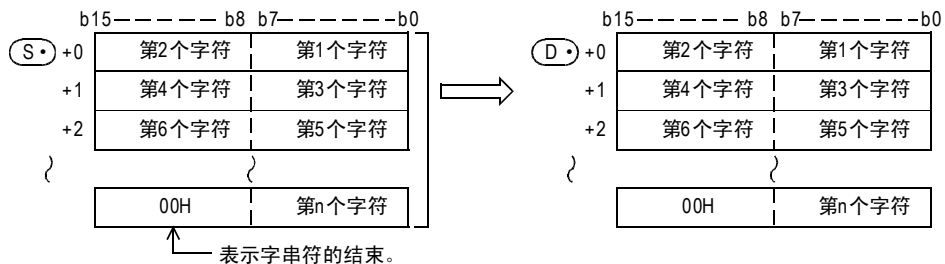 b15——————b8 b7——————b0 b15——————b8 b7——————b0
S• +0 第2个字符 第1个字符 D• +0 第2个字符 第1个字符
+1 第4个字符 第3个字符 +1 第4个字符 第3个字符
+2 第6个字符 第5个字符 +2 第6个字符 第5个字符
00H 第n个字符 00H 第n个字符
表示字串符的结束。